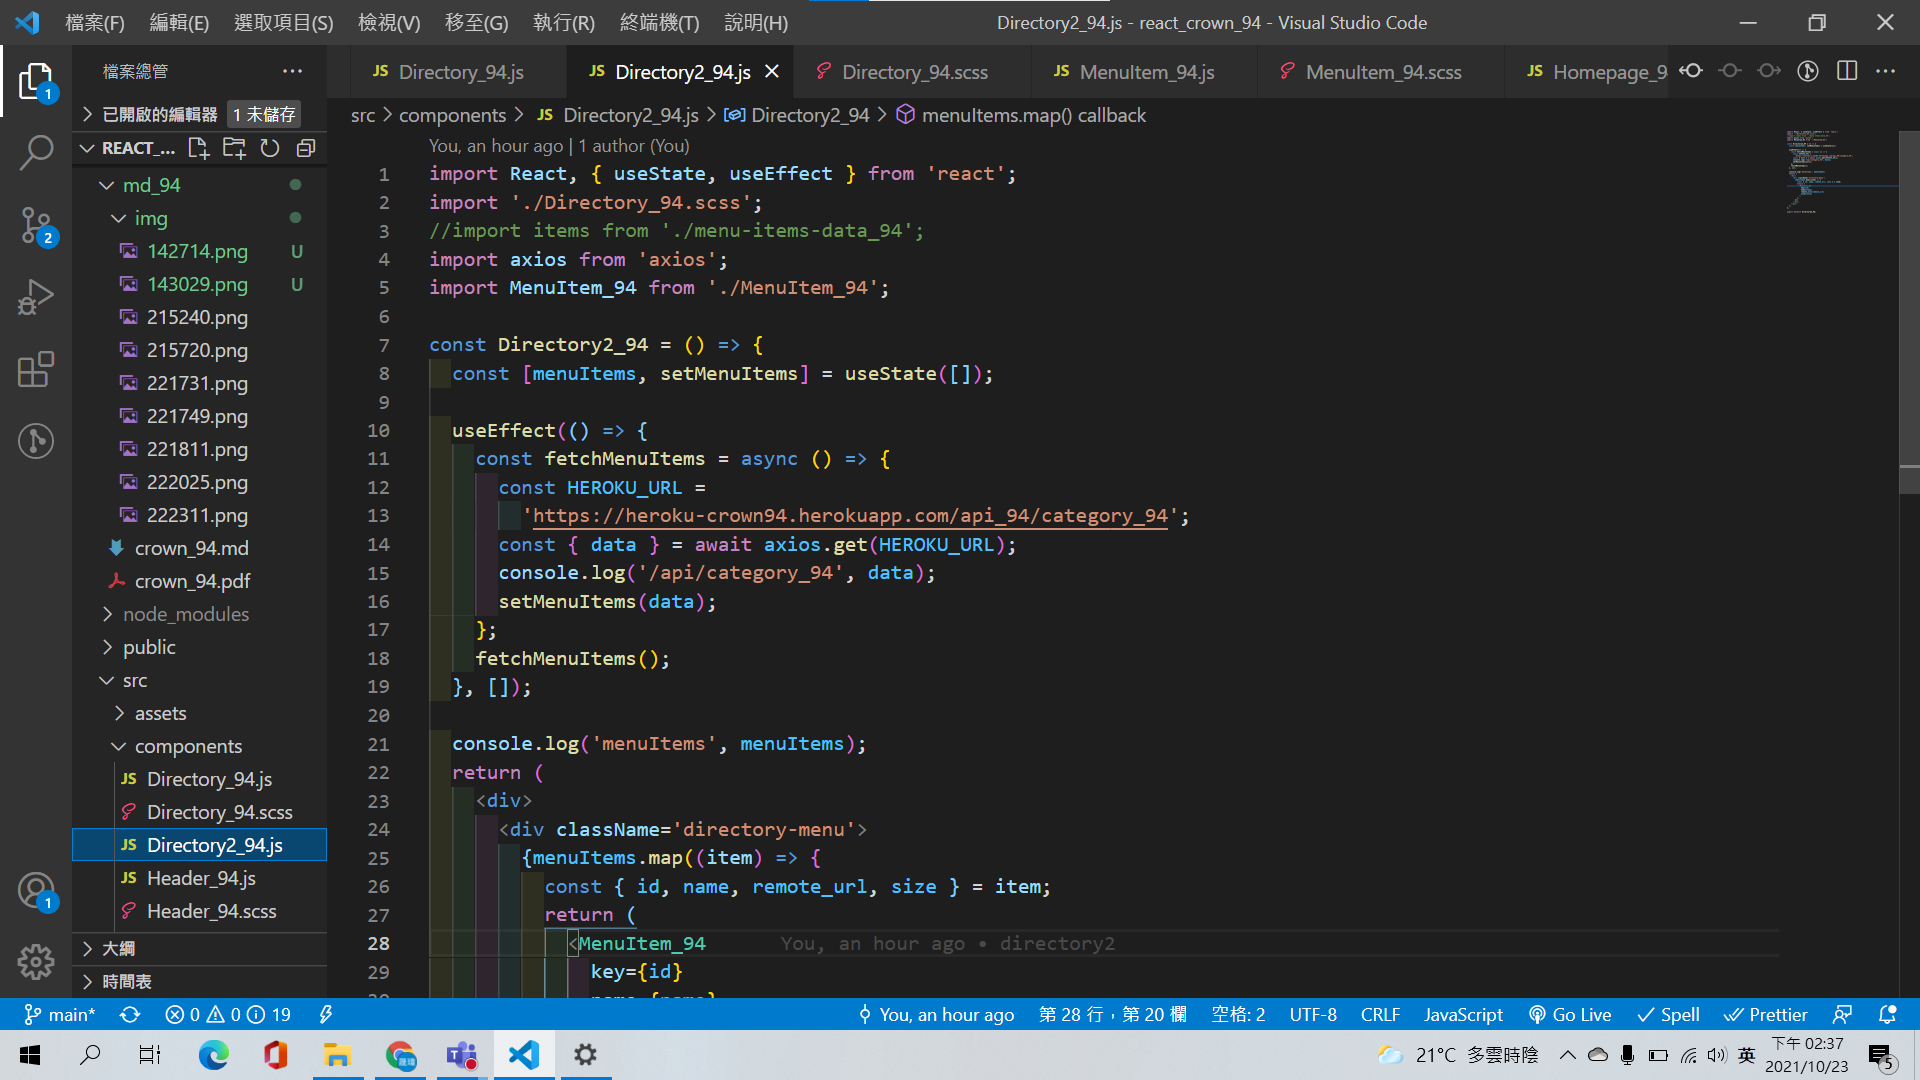 檔案(F) 編輯(E) 選取項目(S) 檢視(V) 移至(G) 執行(R) 終端機(T) 說明(H) Directory2_94.js - react_crown_94 - Visual Studio Code
檔案總管 ···
JS Directory_94.js JS Directory2_94.js Directory_94.scss JS MenuItem_94.js MenuItem_94.scss JS Homepage_9
已開啟的編輯器 1 未儲存
src > components > JS Directory2_94.js > Directory2_94 > menuItems.map() callback
REACT_...
md_94
img
142714.png U
143029.png U
215240.png
215720.png
221731.png
221749.png
221811.png
222025.png
222311.png
crown_94.md
crown_94.pdf
node_modules
public
src
assets
components
JS Directory_94.js
Directory_94.scss
JS Directory2_94.js
JS Header_94.js
Header_94.scss
大綱
時間表
You, an hour ago | 1 author (You)
1 import React, { useState, useEffect } from 'react';
2 import './Directory_94.scss';
3 //import items from './menu-items-data_94';
4 import axios from 'axios';
5 import MenuItem_94 from './MenuItem_94';
6
7 const Directory2_94 = () => {
8 const [menuItems, setMenuItems] = useState([]);
9
10 useEffect(() => {
11 const fetchMenuItems = async () => {
12 const HEROKU_URL =
13 'https://heroku-crown94.herokuapp.com/api_94/category_94';
14 const { data } = await axios.get(HEROKU_URL);
15 console.log('/api/category_94', data);
16 setMenuItems(data);
17 };
18 fetchMenuItems();
19 }, []);
20
21 console.log('menuItems', menuItems);
22 return (
23 <div>
24 <div className='directory-menu'>
25 {menuItems.map((item) => {
26 const { id, name, remote_url, size } = item;
27 return (
28 <MenuItem_94 You, an hour ago • directory2
29 key={id}
1
2
1
main* 0 0 19 You, an hour ago 第 28 行，第 20 欄 空格: 2 UTF-8 CRLF JavaScript Go Live Spell Prettier
21°C 多雲時陰 英 下午 02:37
2021/10/23
5